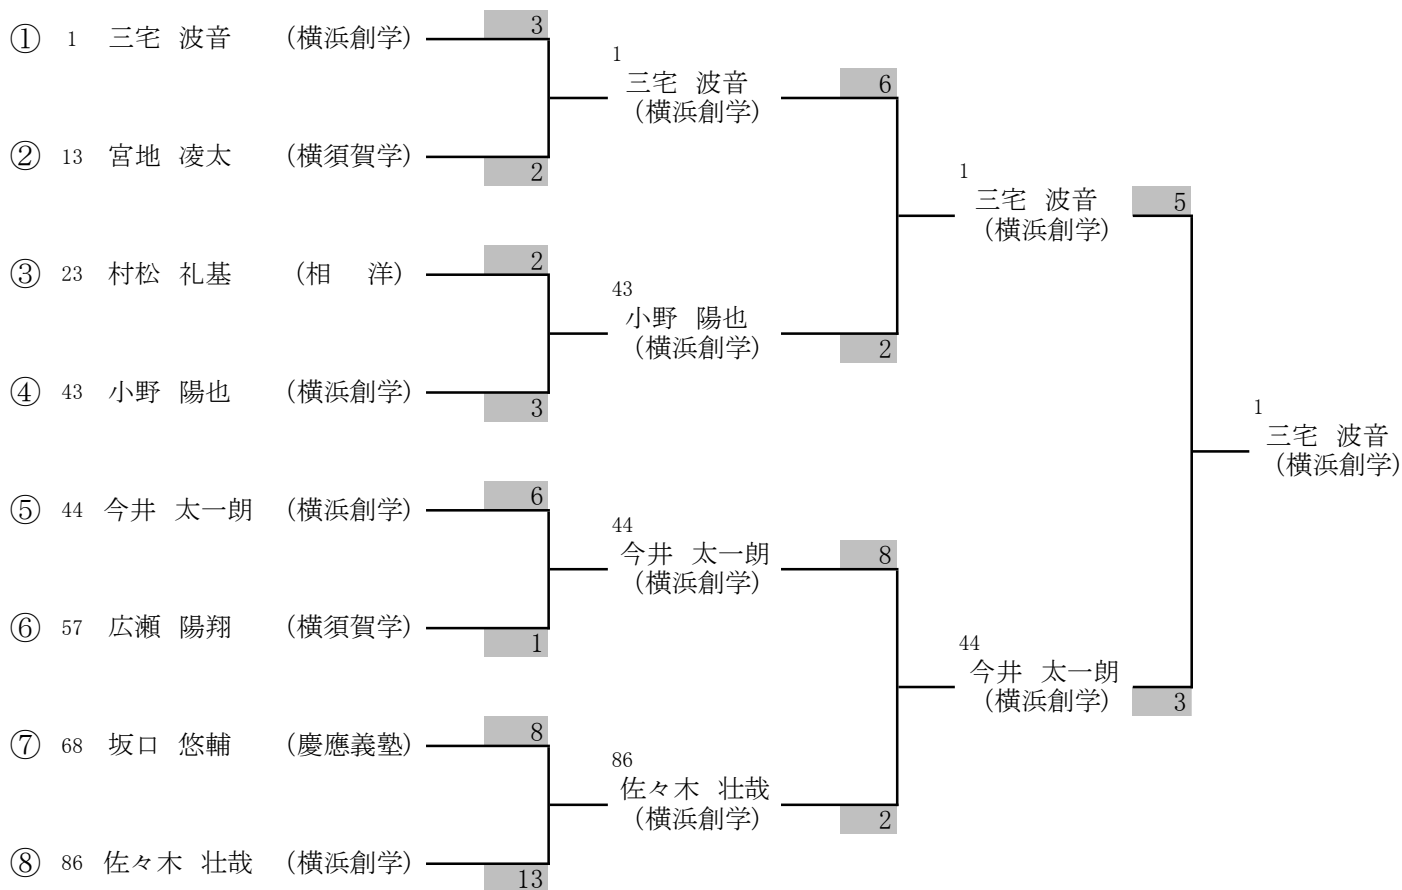 ① 1 三宅 波音 (横浜創学) 3
② 13 宮地 凌太 (横須賀学) 2
③ 23 村松 礼基 (相 洋) 2
④ 43 小野 陽也 (横浜創学) 3
⑤ 44 今井 太一朗 (横浜創学) 6
⑥ 57 広瀬 陽翔 (横須賀学) 1
⑦ 68 坂口 悠輔 (慶應義塾) 8
⑧ 86 佐々木 壮哉 (横浜創学) 13
1
三宅 波音 6
(横浜創学)
43
小野 陽也
(横浜創学) 2
44
今井 太一朗 8
(横浜創学)
86
佐々木 壮哉
(横浜創学) 2
1
三宅 波音 5
(横浜創学)
44
今井 太一朗
(横浜創学) 3
1
三宅 波音
(横浜創学)